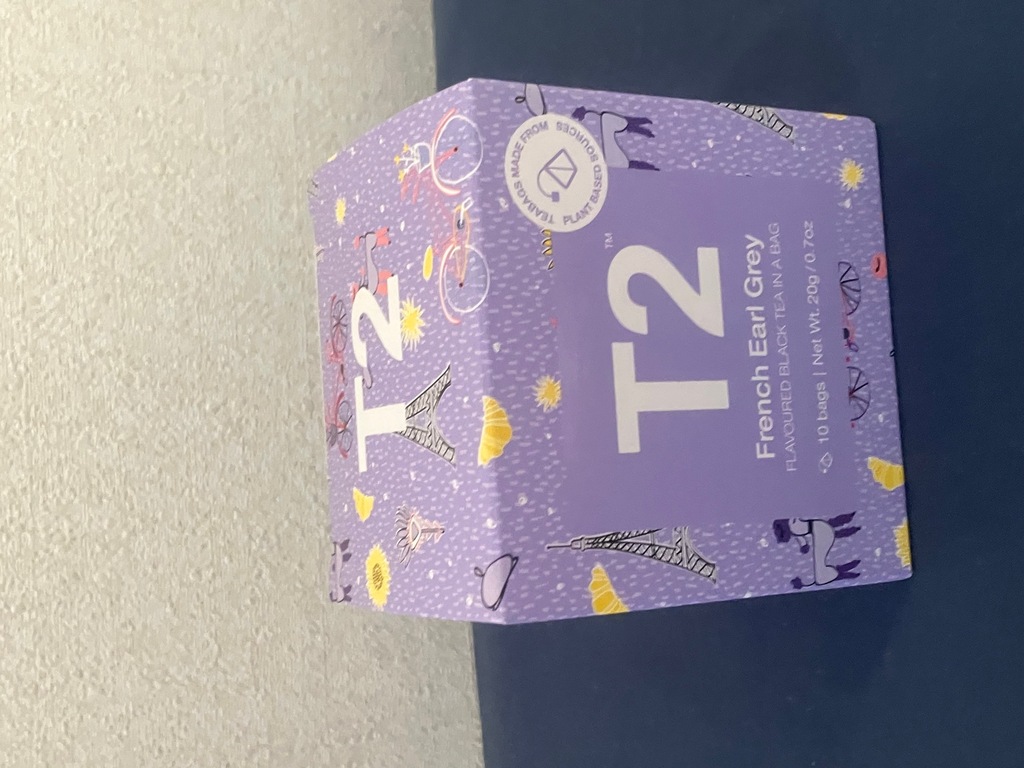 T2
TEABAGS MADE FROM
PLANT BASED SOURCES
T2™
French Earl Grey
FLAVOURED BLACK TEA IN A BAG
10 bags | Net Wt. 20g / 0.7oz